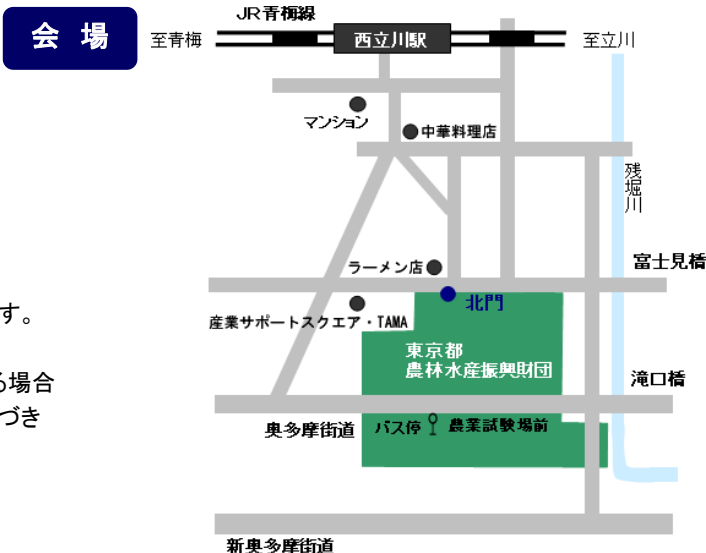 JR青梅線
会 場
至青梅
西立川駅
至立川
マンション
中華料理店
残堀川
ラーメン店
富士見橋
北門
産業サポートスクエア・TAMA
す。
東京都
農林水産振興財団
る場合
滝口橋
づき
奥多摩街道
バス停
農業試験場前
新奥多摩街道